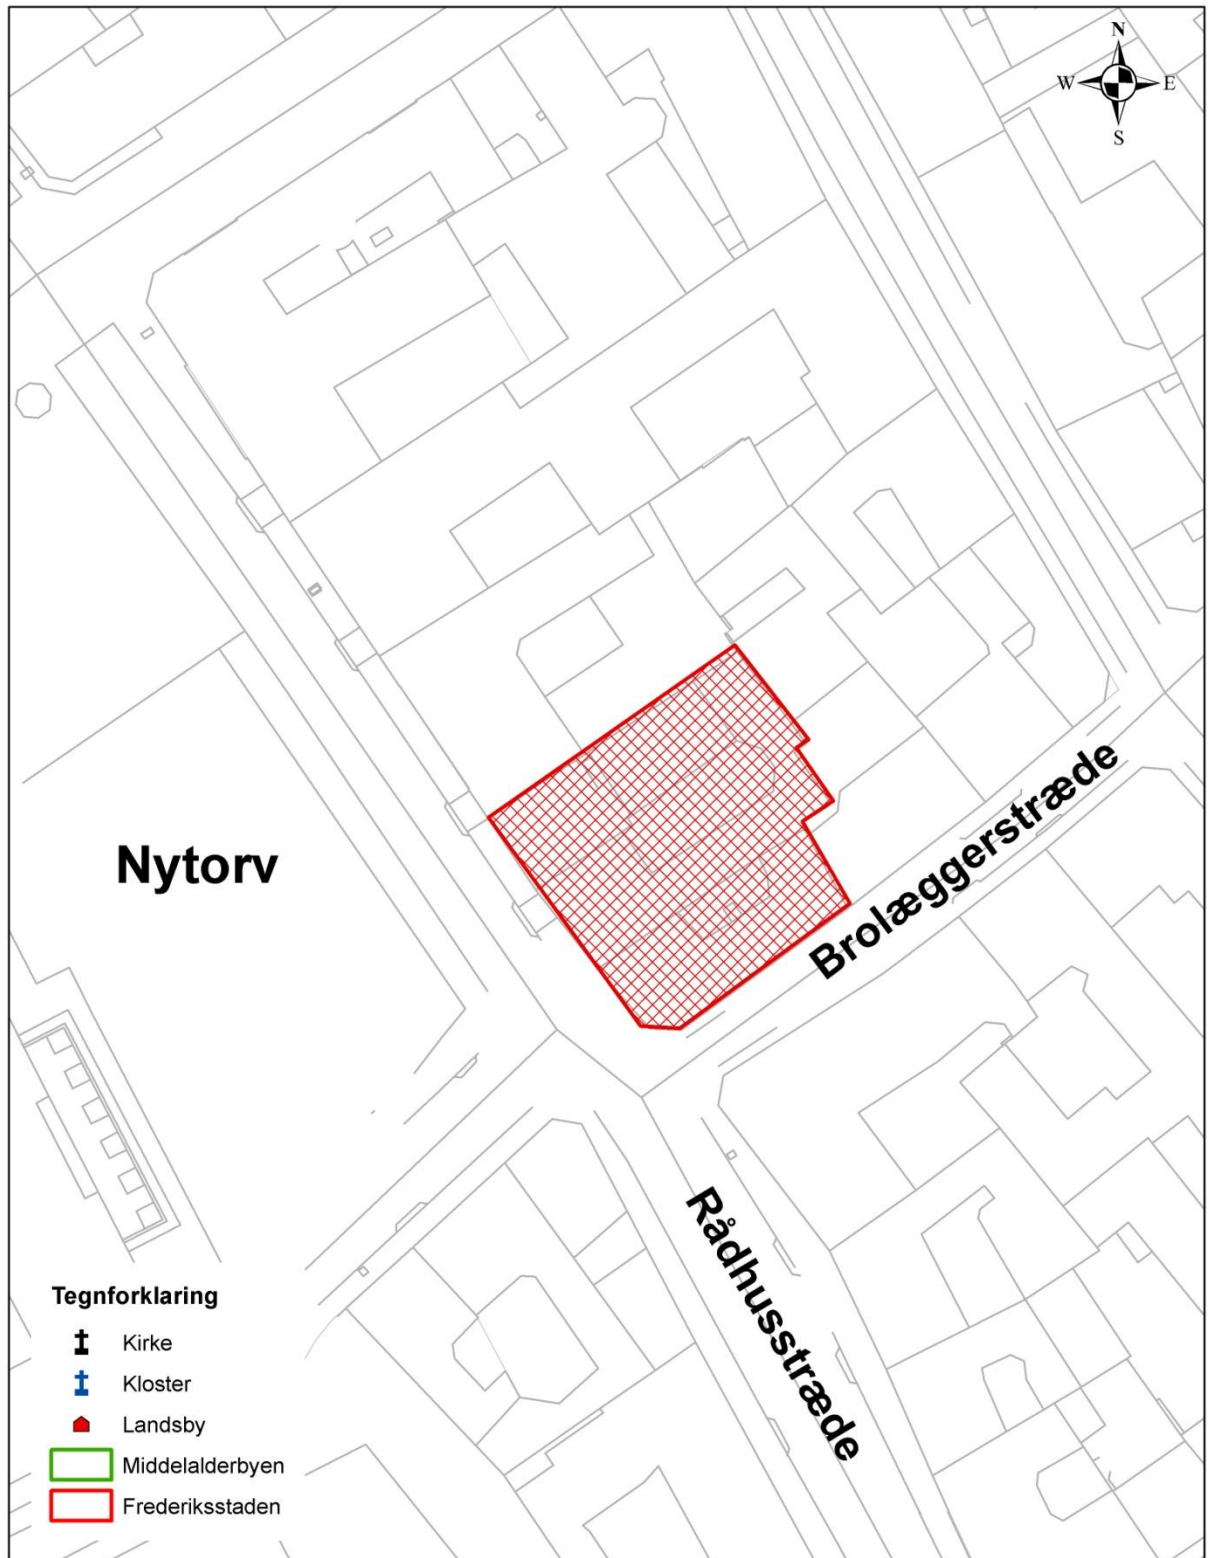 N
W E
S
Nytorv
Brolæggerstræde
Rådhusstræde
Tegnforklaring
Kirke
Kloster
Landsby
Middelalderbyen
Frederiksstaden